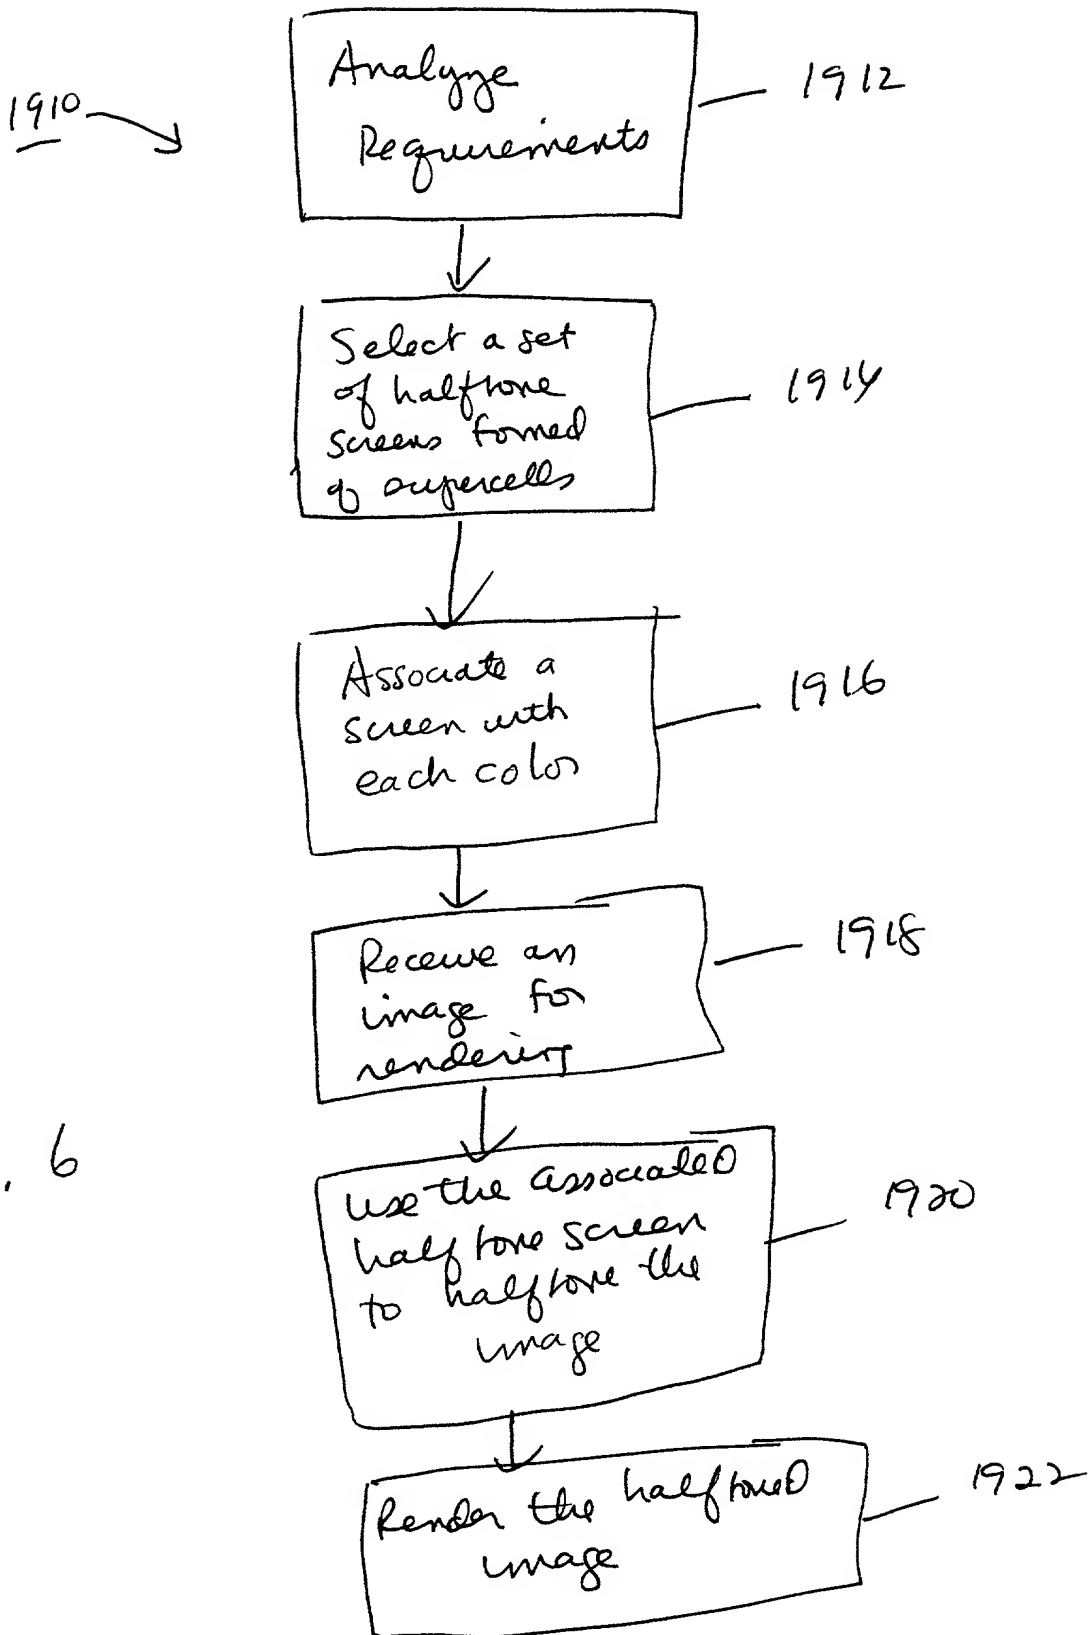 1910
Analyze
Requirements
1912
Select a set
of halftone
screens formed
of supercells
1914
Associate a
screen with
each color
1916
Receive an
image for
rendering
1918
. 6
Use the associated
halftone screen
to halftone the
image
1920
Render the halftoned
image
1922